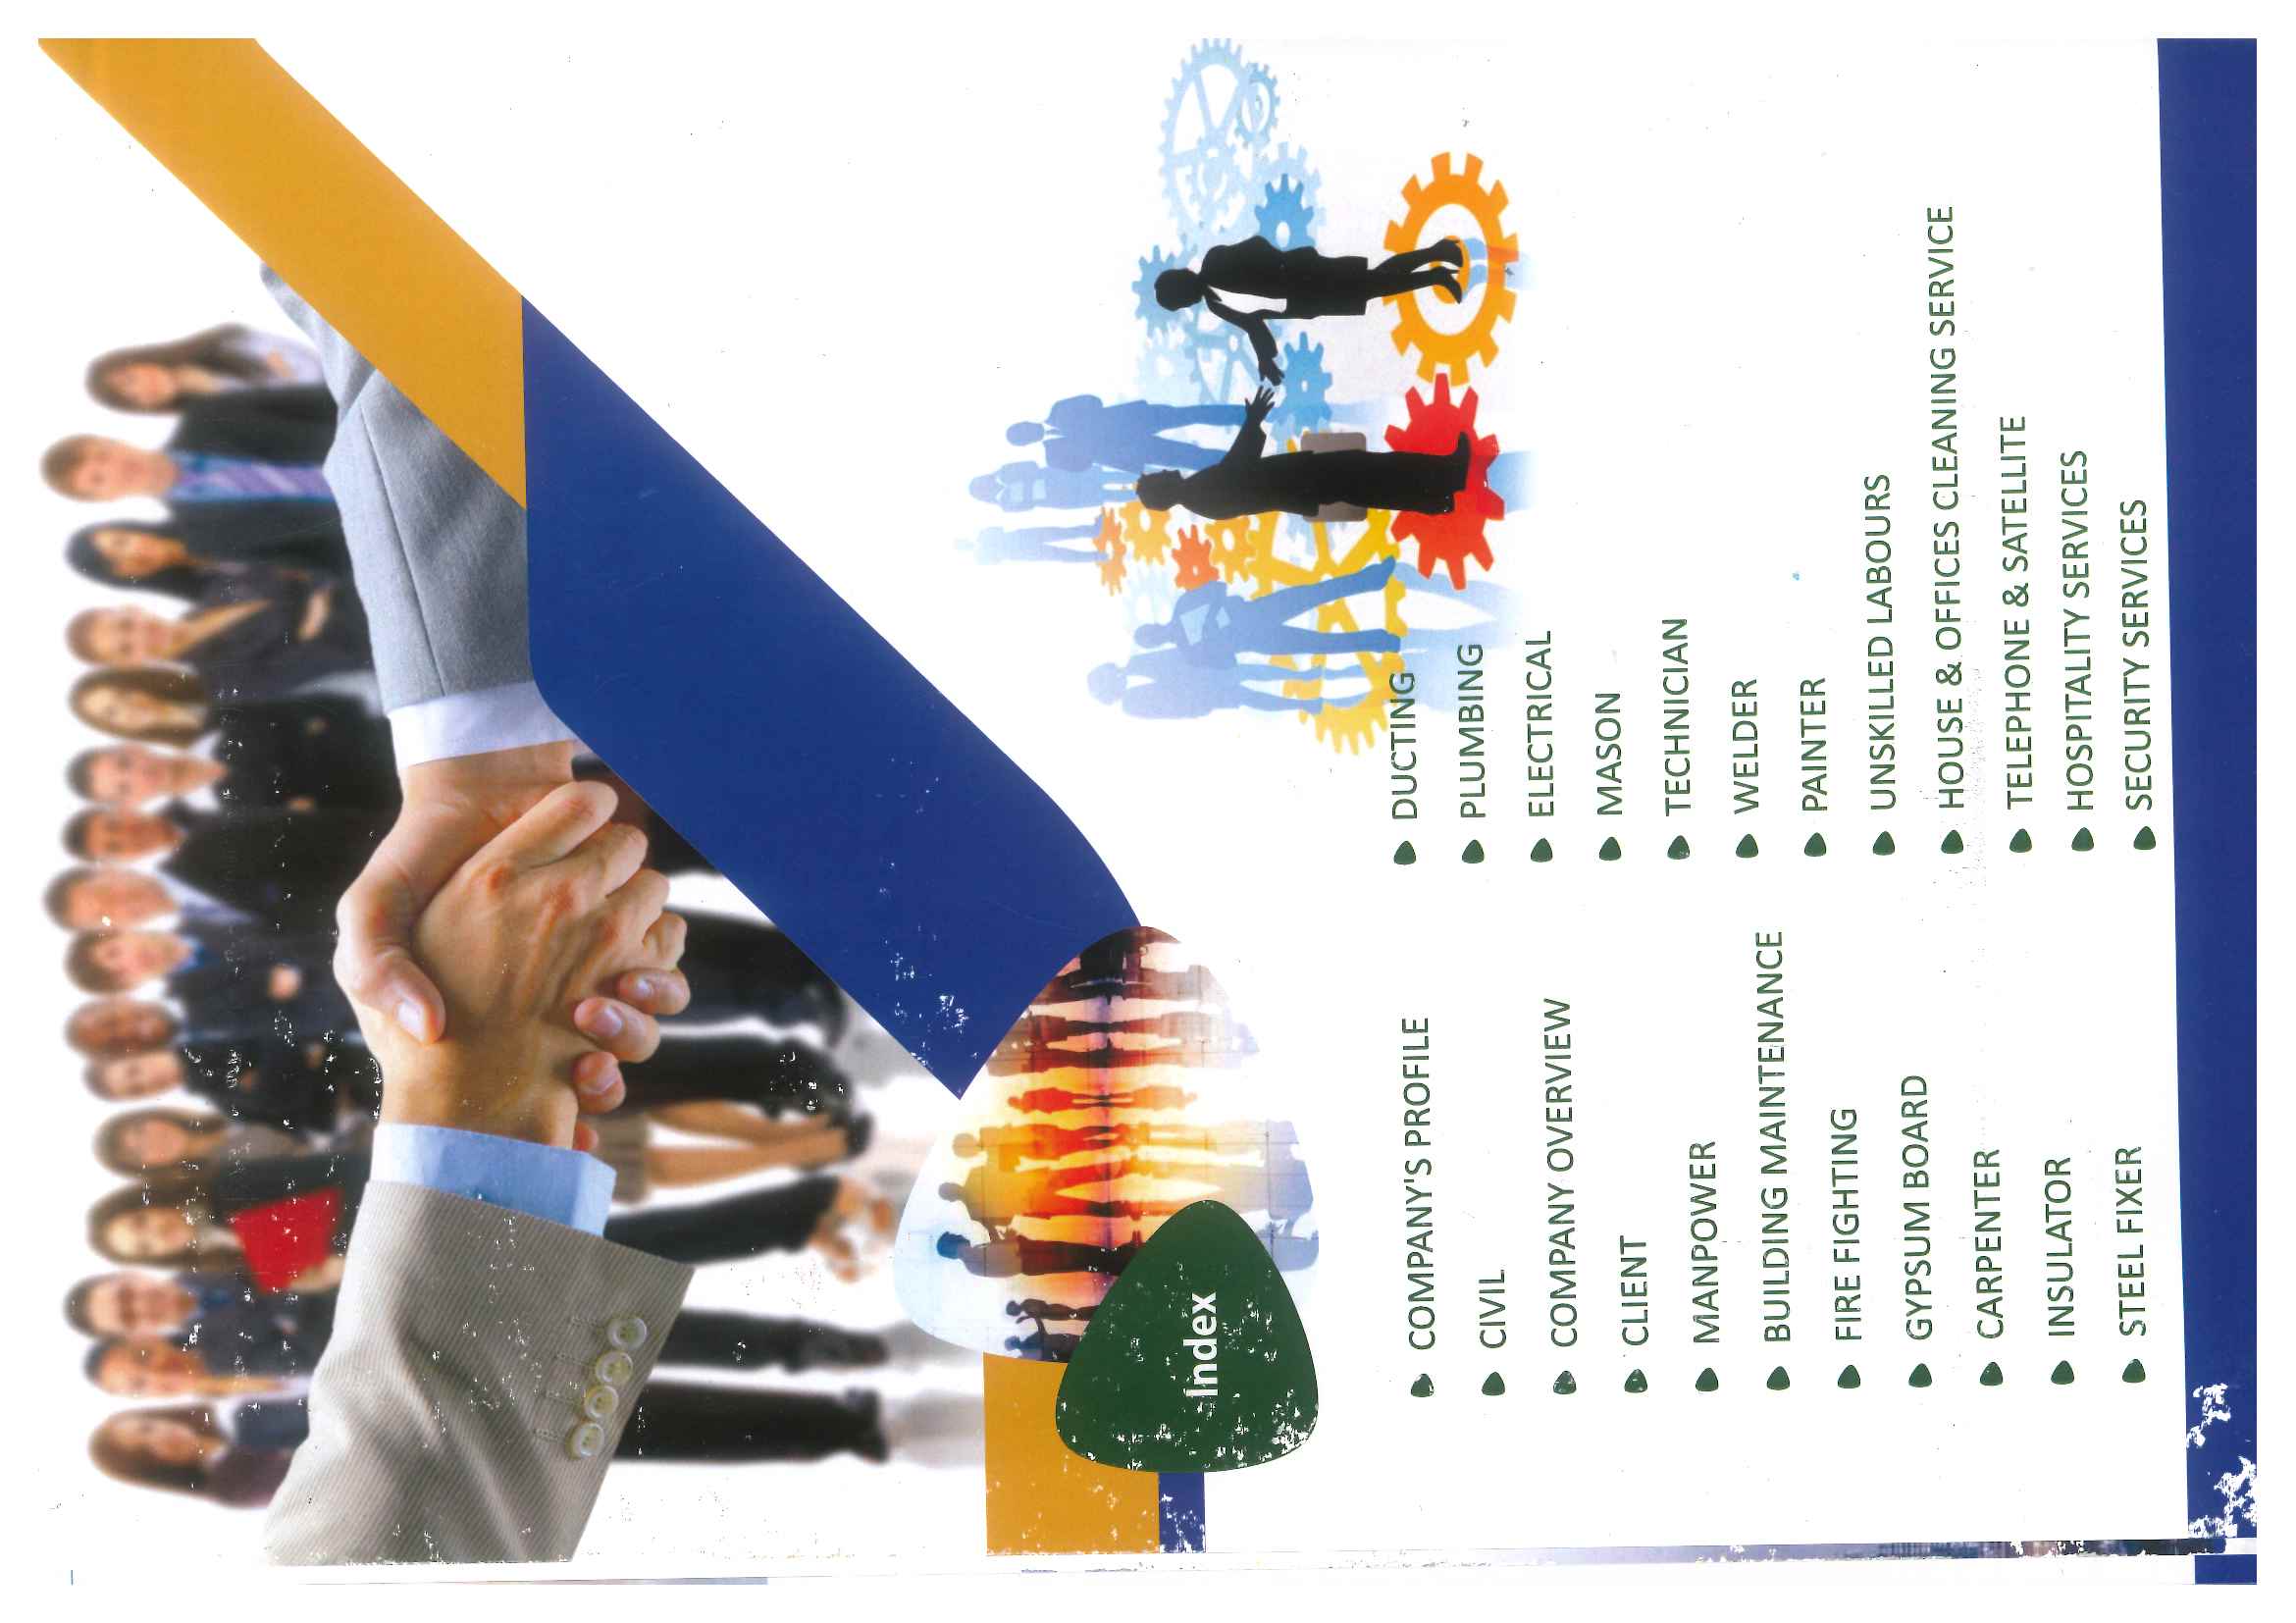 Index
COMPANY'S PROFILE
CIVIL
COMPANY OVERVIEW
CLIENT
MANPOWER
BUILDING MAINTENANCE
FIRE FIGHTING
GYPSUM BOARD
CARPENTER
INSULATOR
STEEL FIXER
DUCTING
PLUMBING
ELECTRICAL
MASON
TECHNICIAN
WELDER
PAINTER
UNSKILLED LABOURS
HOUSE & OFFICES CLEANING SERVICE
TELEPHONE & SATELLITE
HOSPITALITY SERVICES
SECURITY SERVICES